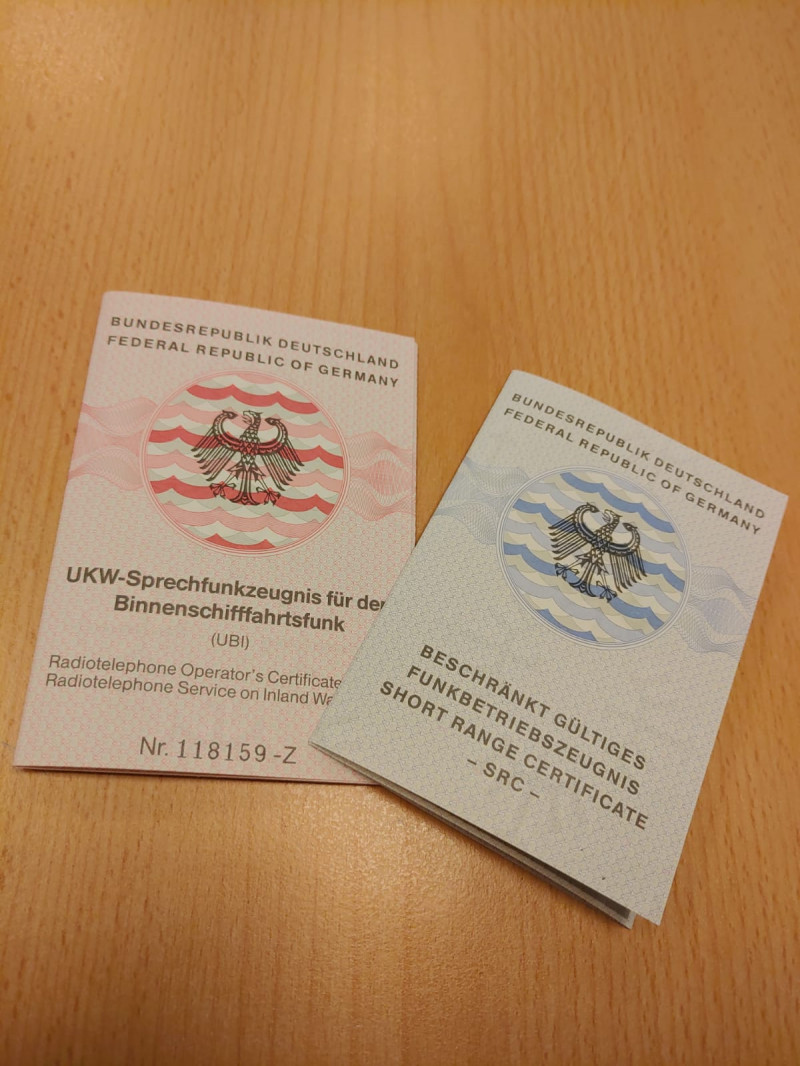 BUNDESREPUBLIK DEUTSCHLAND
FEDERAL REPUBLIC OF GERMANY
UKW-Sprechfunkzeugnis für den
Binnenschifffahrtsfunk
(UBI)
Radiotelephone Operator's Certificate
Radiotelephone Service on Inland
Nr. 118159 -Z
BUNDESREPUBLIK DEUTSCHLAND
FEDERAL REPUBLIC OF GERMANY
BESCHRÄNKT GÜLTIGES
FUNKBETRIEBSZEUGNIS
SHORT RANGE CERTIFICATE
– SRC –